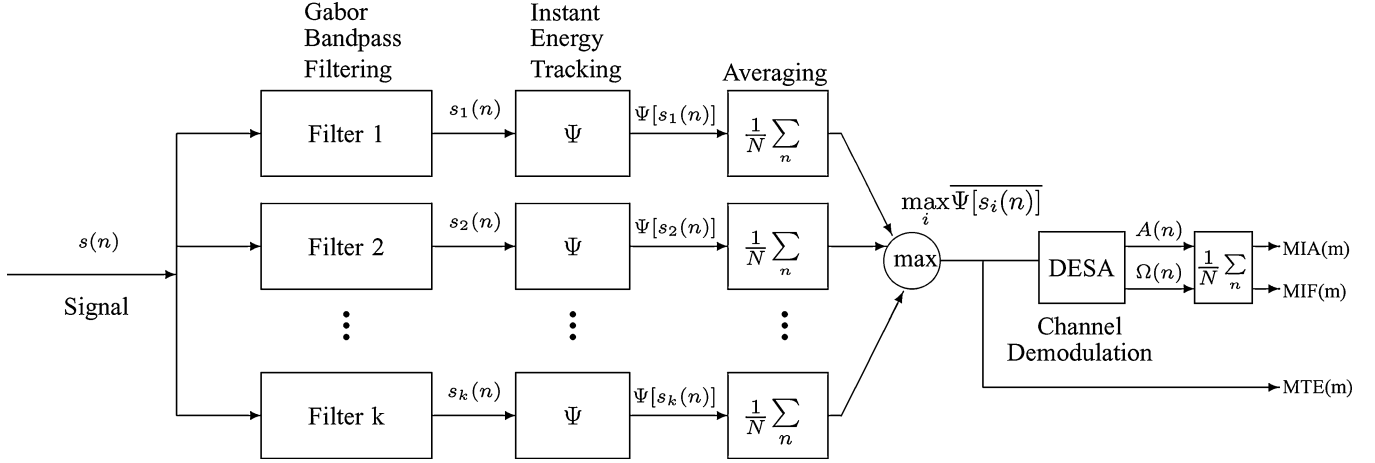 Gabor
Bandpass
Filtering
Instant
Energy
Tracking
Averaging
s(n)
Signal
Filter 1
s₁(n)
Ψ
Ψ[s₁(n)]
1/N ∑ n
Filter 2
s₂(n)
Ψ
Ψ[s₂(n)]
1/N ∑ n
Filter k
sₖ(n)
Ψ
Ψ[sₖ(n)]
1/N ∑ n
max i Ψ[sᵢ(n)]
max
DESA
A(n)
Ω(n)
1/N ∑ n
MIA(m)
MIF(m)
Channel
Demodulation
MTE(m)